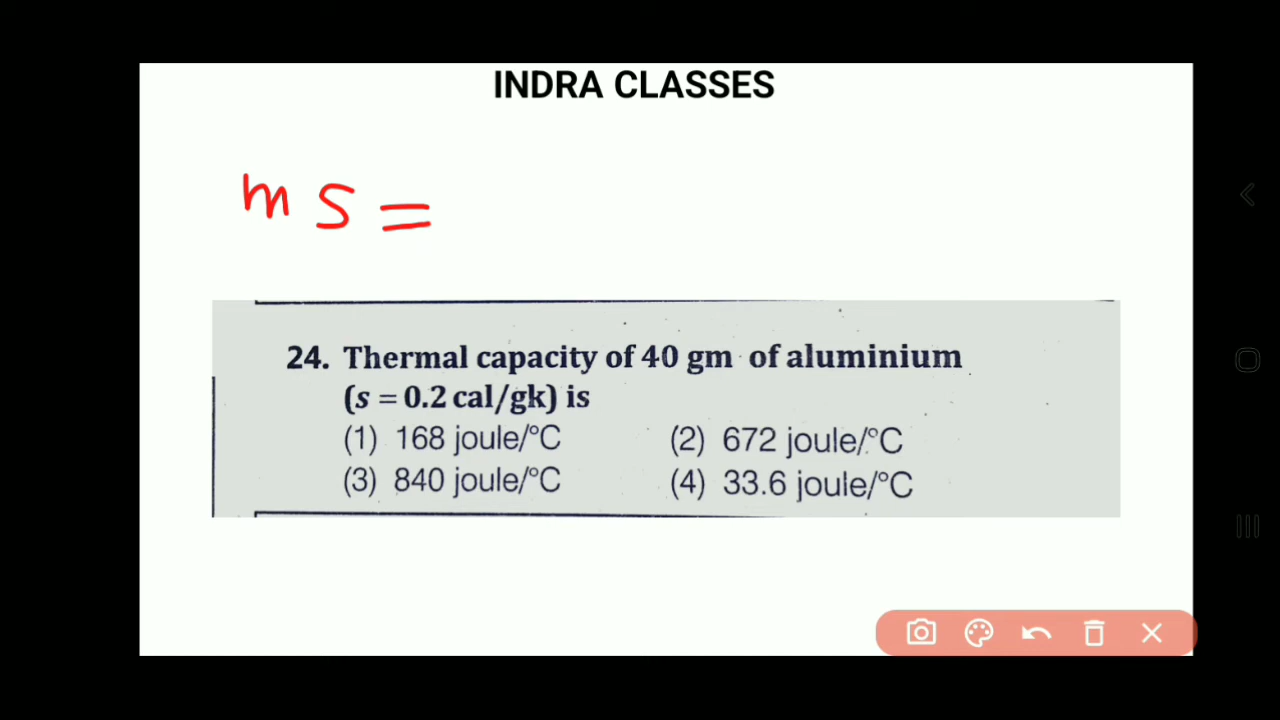 INDRA CLASSES
m s =
24. Thermal capacity of 40 gm of aluminium
(s = 0.2 cal/gk) is
(1) 168 joule/°C (2) 672 joule/°C
(3) 840 joule/°C (4) 33.6 joule/°C